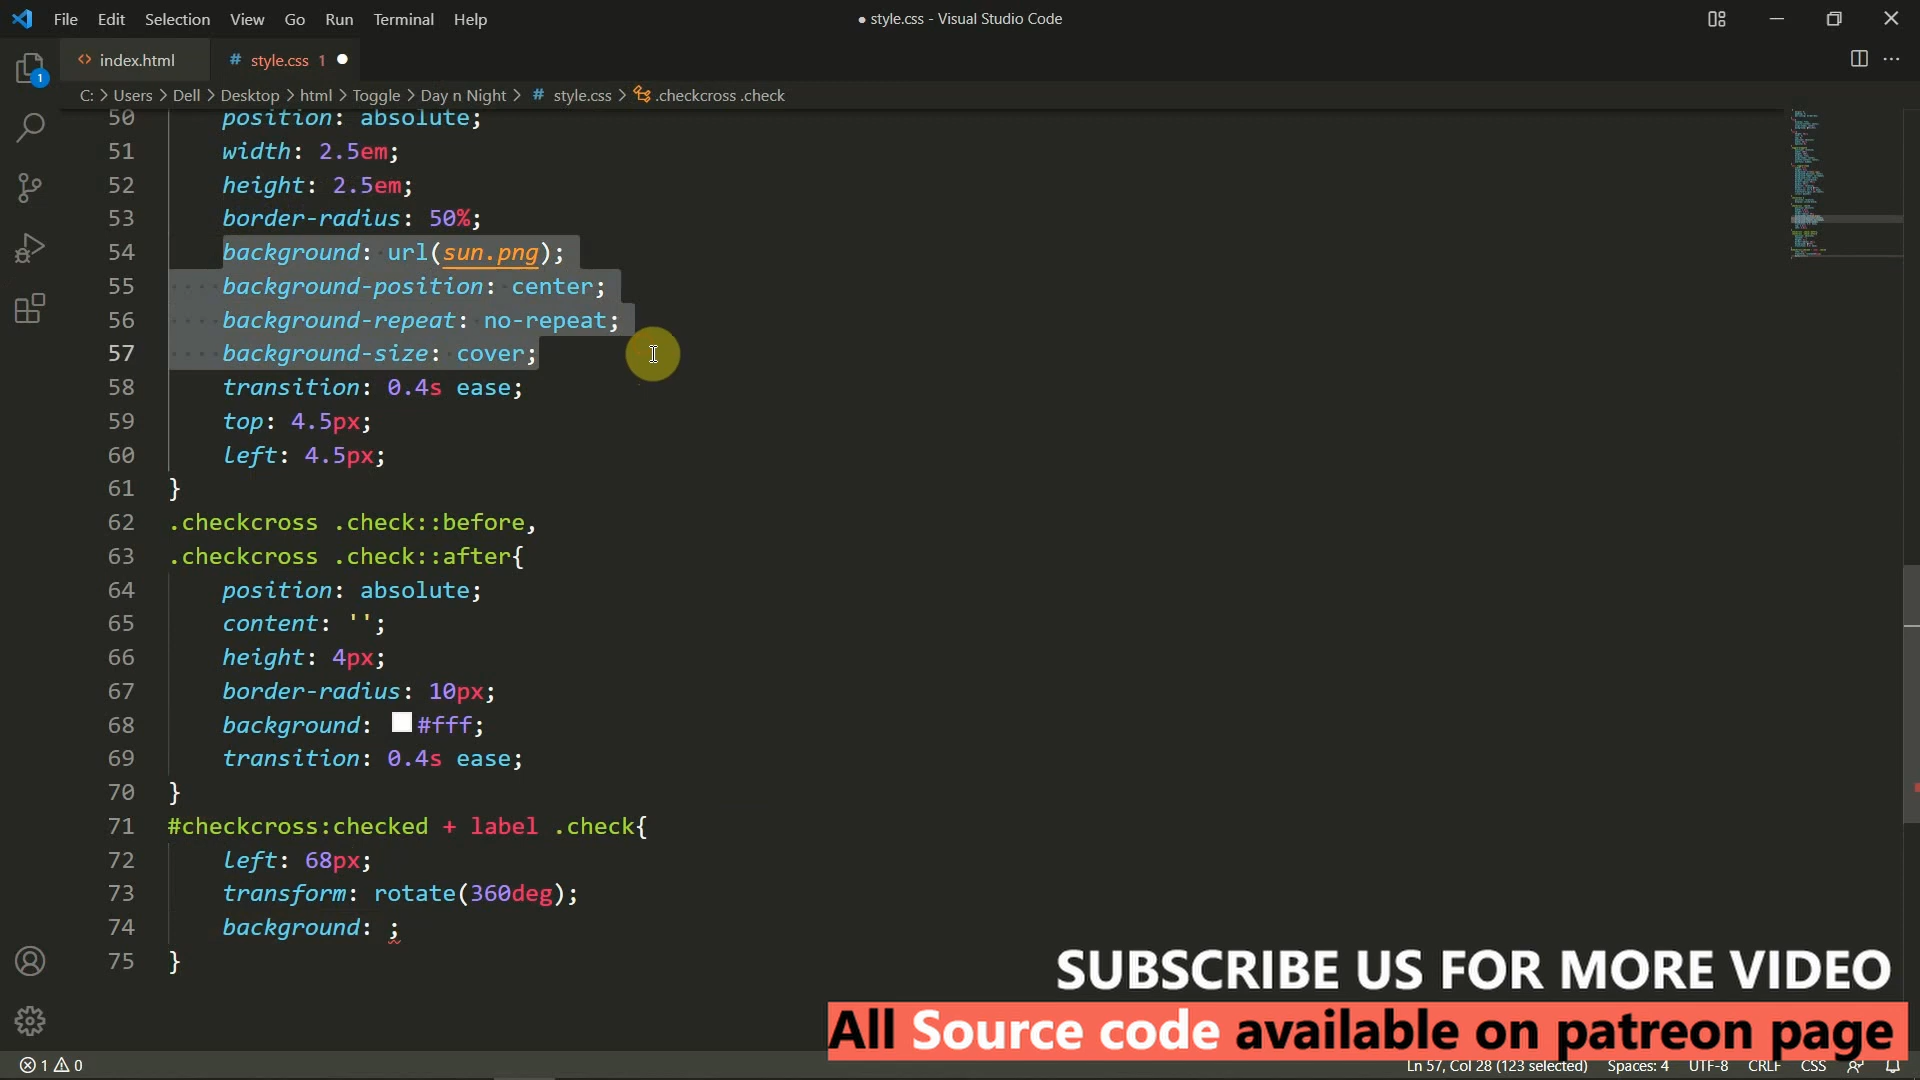 File Edit Selection View Go Run Terminal Help
● style.css - Visual Studio Code
1
<> index.html
# style.css 1 ●
C: > Users > Dell > Desktop > html > Toggle > Day n Night > # style.css > .checkcross .check
50 position: absolute;
51 width: 2.5em;
52 height: 2.5em;
53 border-radius: 50%;
54 background: url(sun.png);
55 background-position: center;
56 background-repeat: no-repeat;
57 background-size: cover;
58 transition: 0.4s ease;
59 top: 4.5px;
60 left: 4.5px;
61 }
62 .checkcross .check::before,
63 .checkcross .check::after{
64 position: absolute;
65 content: '';
66 height: 4px;
67 border-radius: 10px;
68 background: #fff;
69 transition: 0.4s ease;
70 }
71 #checkcross:checked + label .check{
72 left: 68px;
73 transform: rotate(360deg);
74 background: ;
75 }
SUBSCRIBE US FOR MORE VIDEO
All Source code available on patreon page
1 0
Ln 57, Col 28 (123 selected) Spaces: 4 UTF-8 CRLF CSS